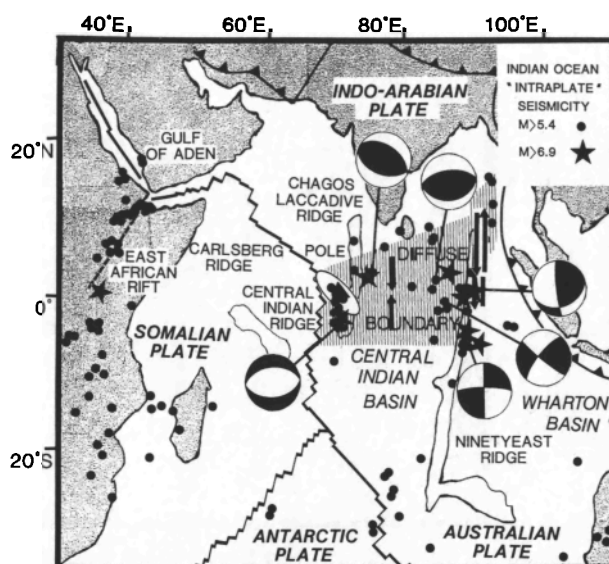 40°E
60°E
80°E
100°E
INDIAN OCEAN
"INTRAPLATE"
SEISMICITY
M>5.4
M>6.9
INDO-ARABIAN
PLATE
20°N
GULF
OF ADEN
CHAGOS
LACCADIVE
RIDGE
CARLSBERG
RIDGE
POLE
DIFFUSE
EAST
AFRICAN
RIFT
0°
CENTRAL
INDIAN
RIDGE
BOUNDARY
SOMALIAN
PLATE
CENTRAL
INDIAN
BASIN
WHARTON
BASIN
NINETYEAST
RIDGE
20°S
ANTARCTIC
PLATE
AUSTRALIAN
PLATE